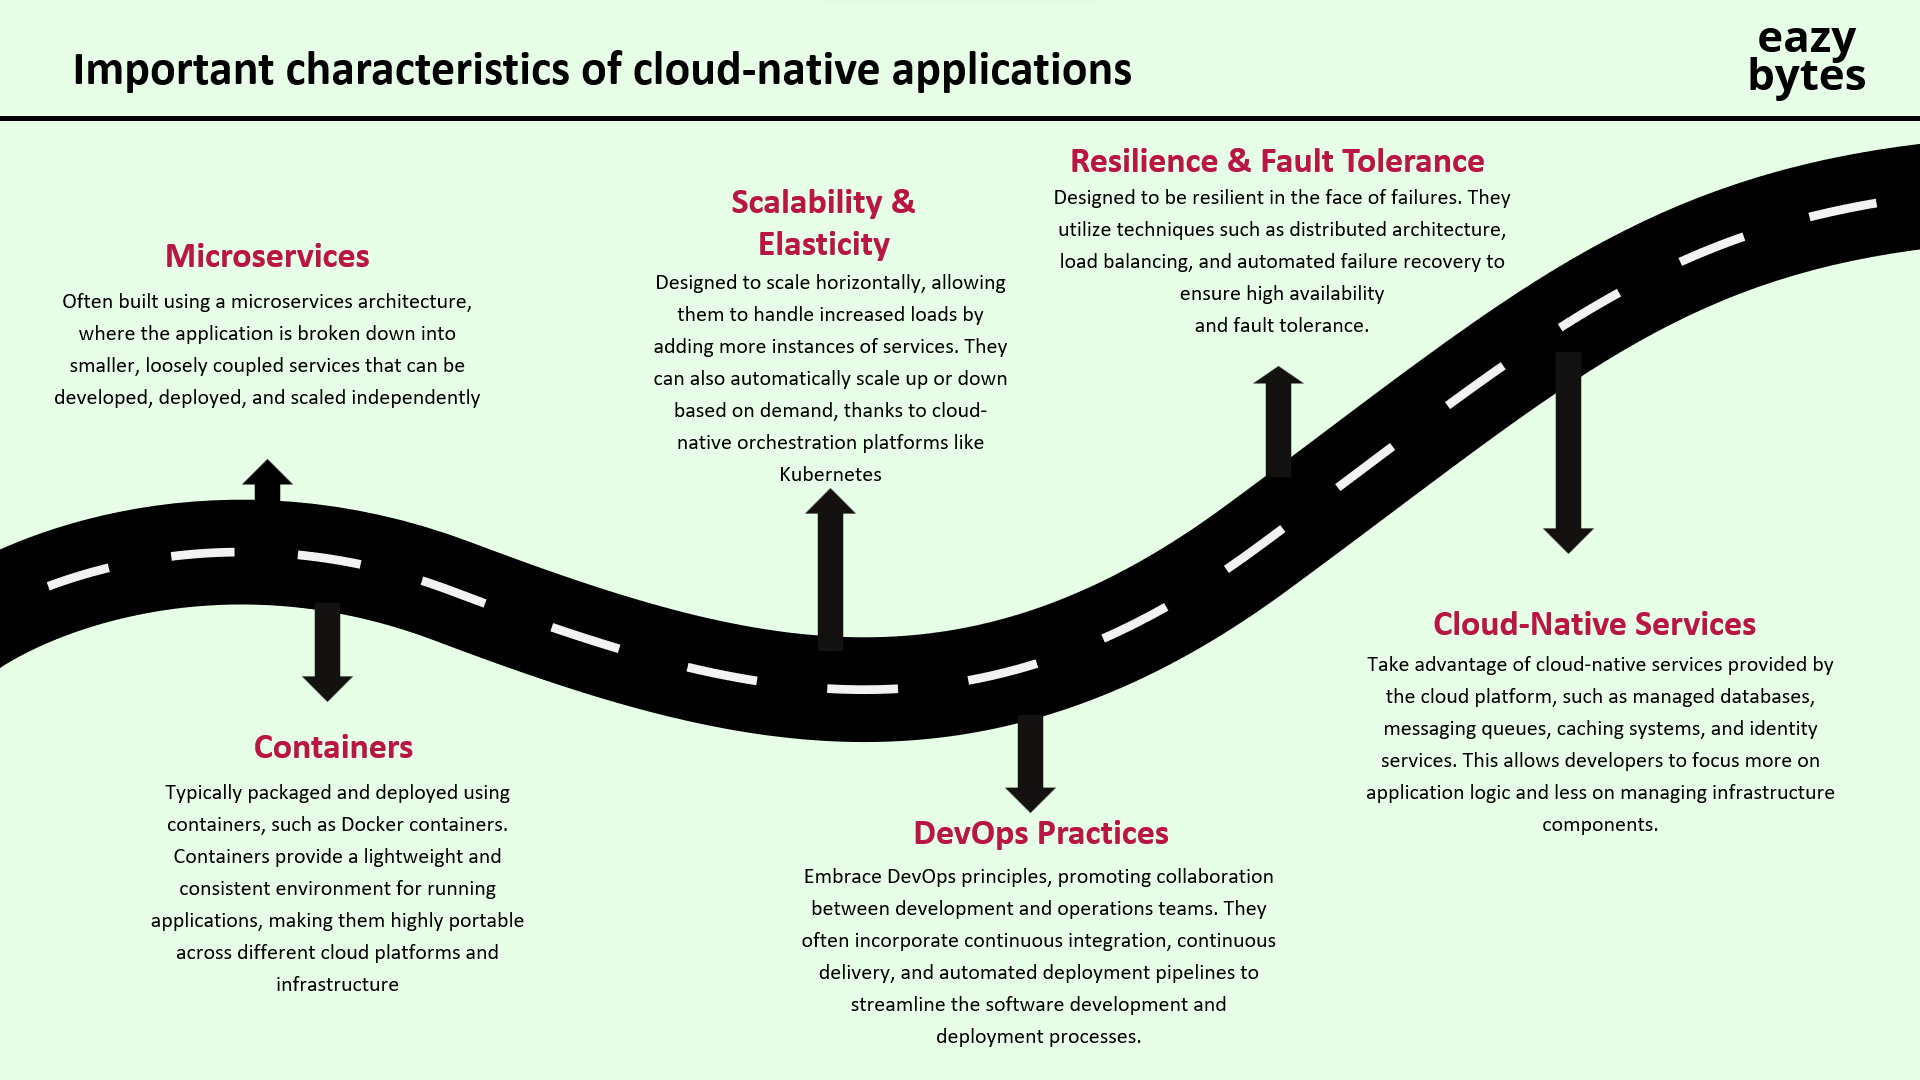 Important characteristics of cloud-native applications
eazy
bytes
Microservices
Often built using a microservices architecture,
where the application is broken down into
smaller, loosely coupled services that can be
developed, deployed, and scaled independently
Containers
Typically packaged and deployed using
containers, such as Docker containers.
Containers provide a lightweight and
consistent environment for running
applications, making them highly portable
across different cloud platforms and
infrastructure
Scalability &
Elasticity
Designed to scale horizontally, allowing
them to handle increased loads by
adding more instances of services. They
can also automatically scale up or down
based on demand, thanks to cloud-
native orchestration platforms like
Kubernetes
DevOps Practices
Embrace DevOps principles, promoting collaboration
between development and operations teams. They
often incorporate continuous integration, continuous
delivery, and automated deployment pipelines to
streamline the software development and
deployment processes.
Resilience & Fault Tolerance
Designed to be resilient in the face of failures. They
utilize techniques such as distributed architecture,
load balancing, and automated failure recovery to
ensure high availability
and fault tolerance.
Cloud-Native Services
Take advantage of cloud-native services provided by
the cloud platform, such as managed databases,
messaging queues, caching systems, and identity
services. This allows developers to focus more on
application logic and less on managing infrastructure
components.